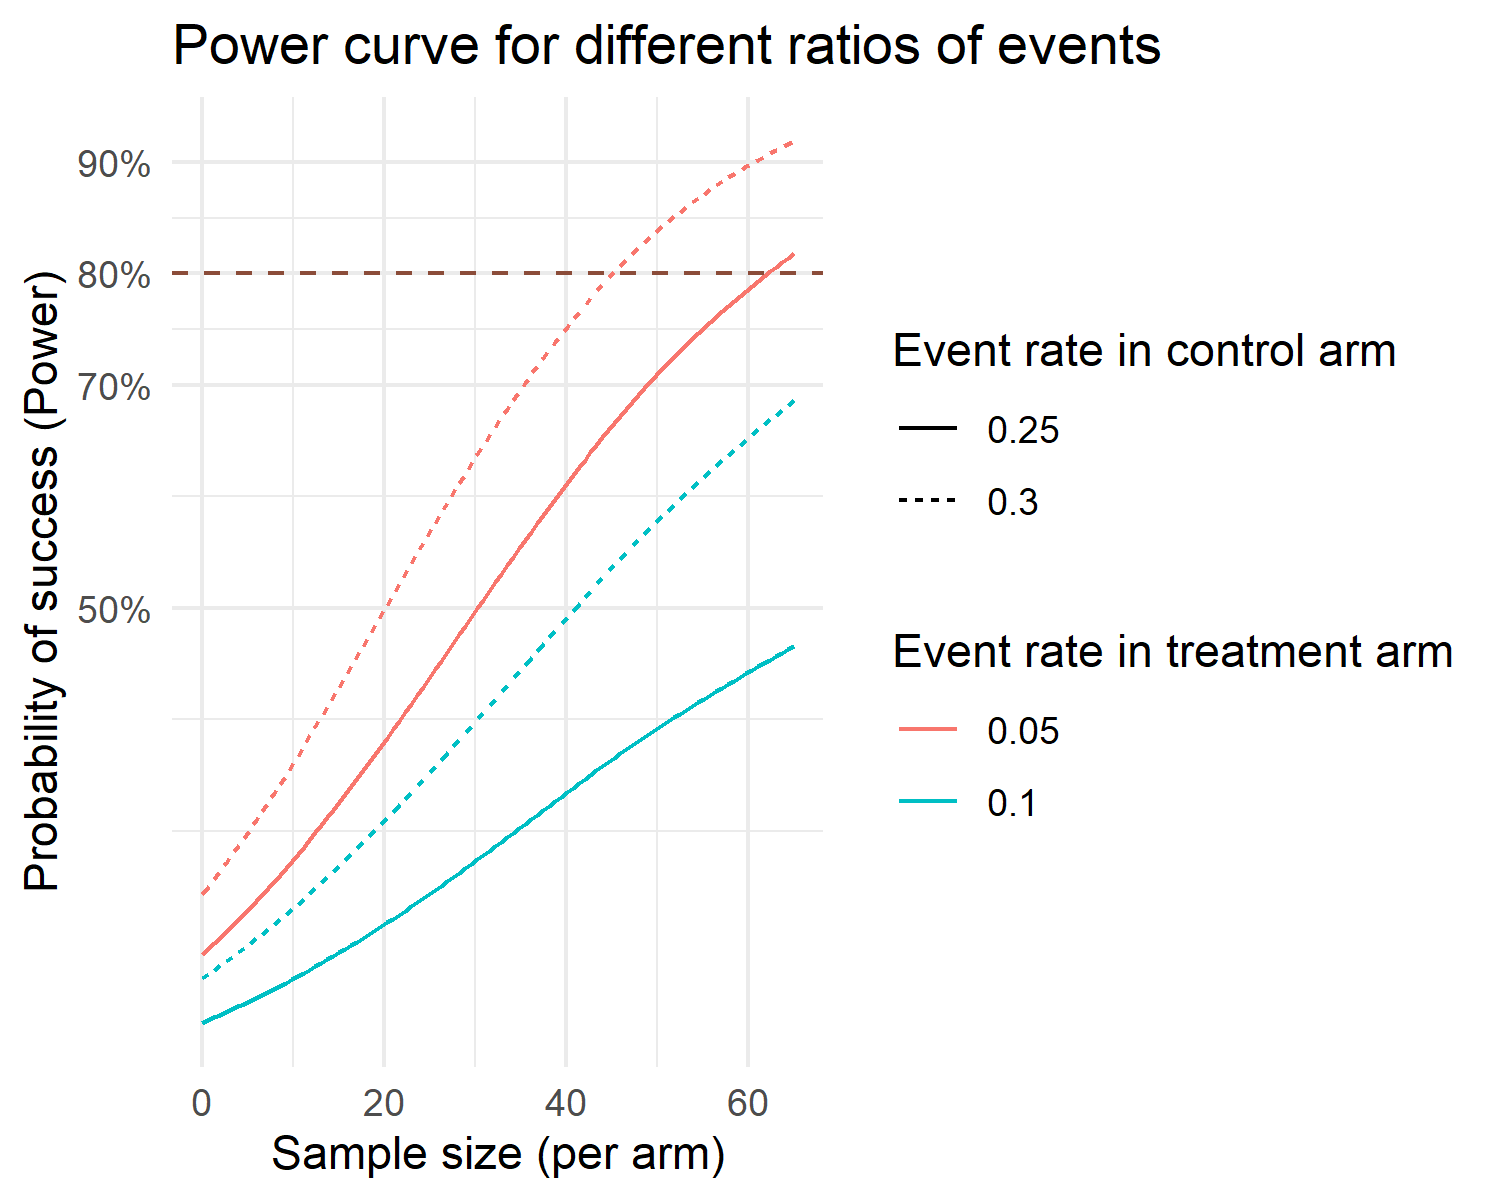 Power curve for different ratios of events
Probability of success (Power)
90%
80%
70%
50%
0
20
40
60
Sample size (per arm)
Event rate in control arm
0.25
0.3
Event rate in treatment arm
0.05
0.1